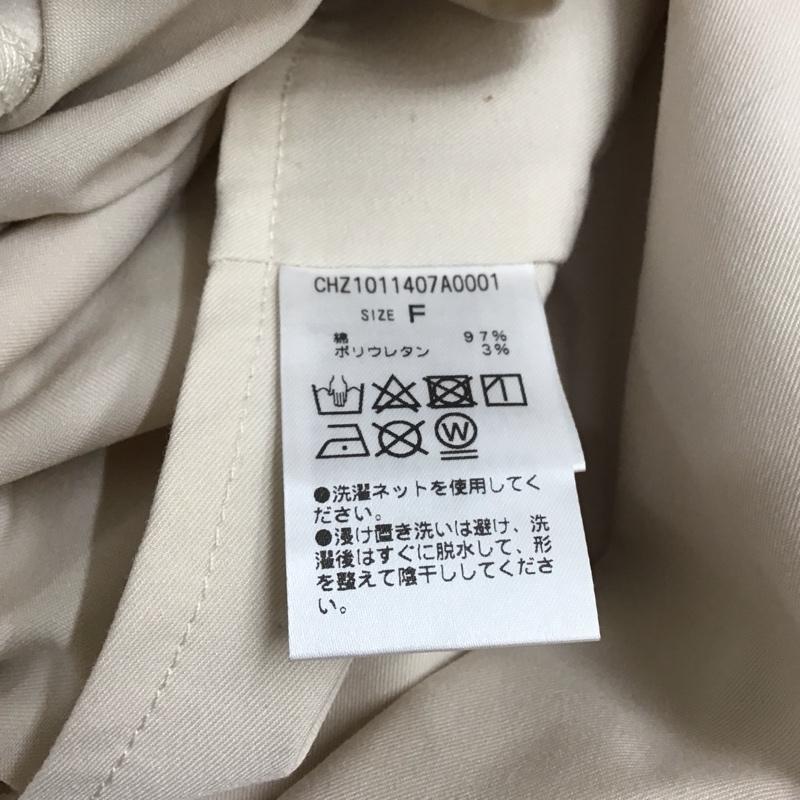 CHZ1011407A0001
SIZE F
綿 97%
ポリウレタン 3%
W
●洗濯ネットを使用してく
ださい。
●浸け置き洗いは避け、洗
濯後はすぐに脱水して、形
を整えて陰干ししてくださ
い。